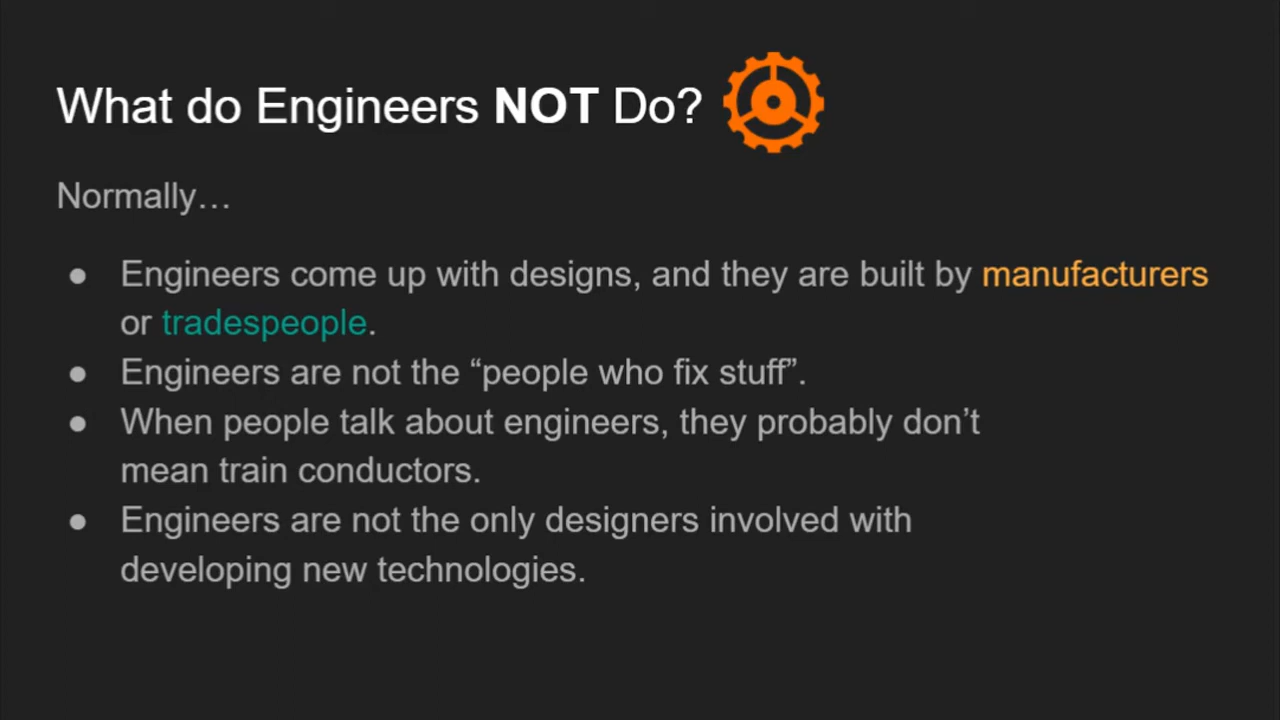 What do Engineers NOT Do?
Normally…
● Engineers come up with designs, and they are built by manufacturers
or tradespeople.
● Engineers are not the “people who fix stuff”.
● When people talk about engineers, they probably don’t
mean train conductors.
● Engineers are not the only designers involved with
developing new technologies.